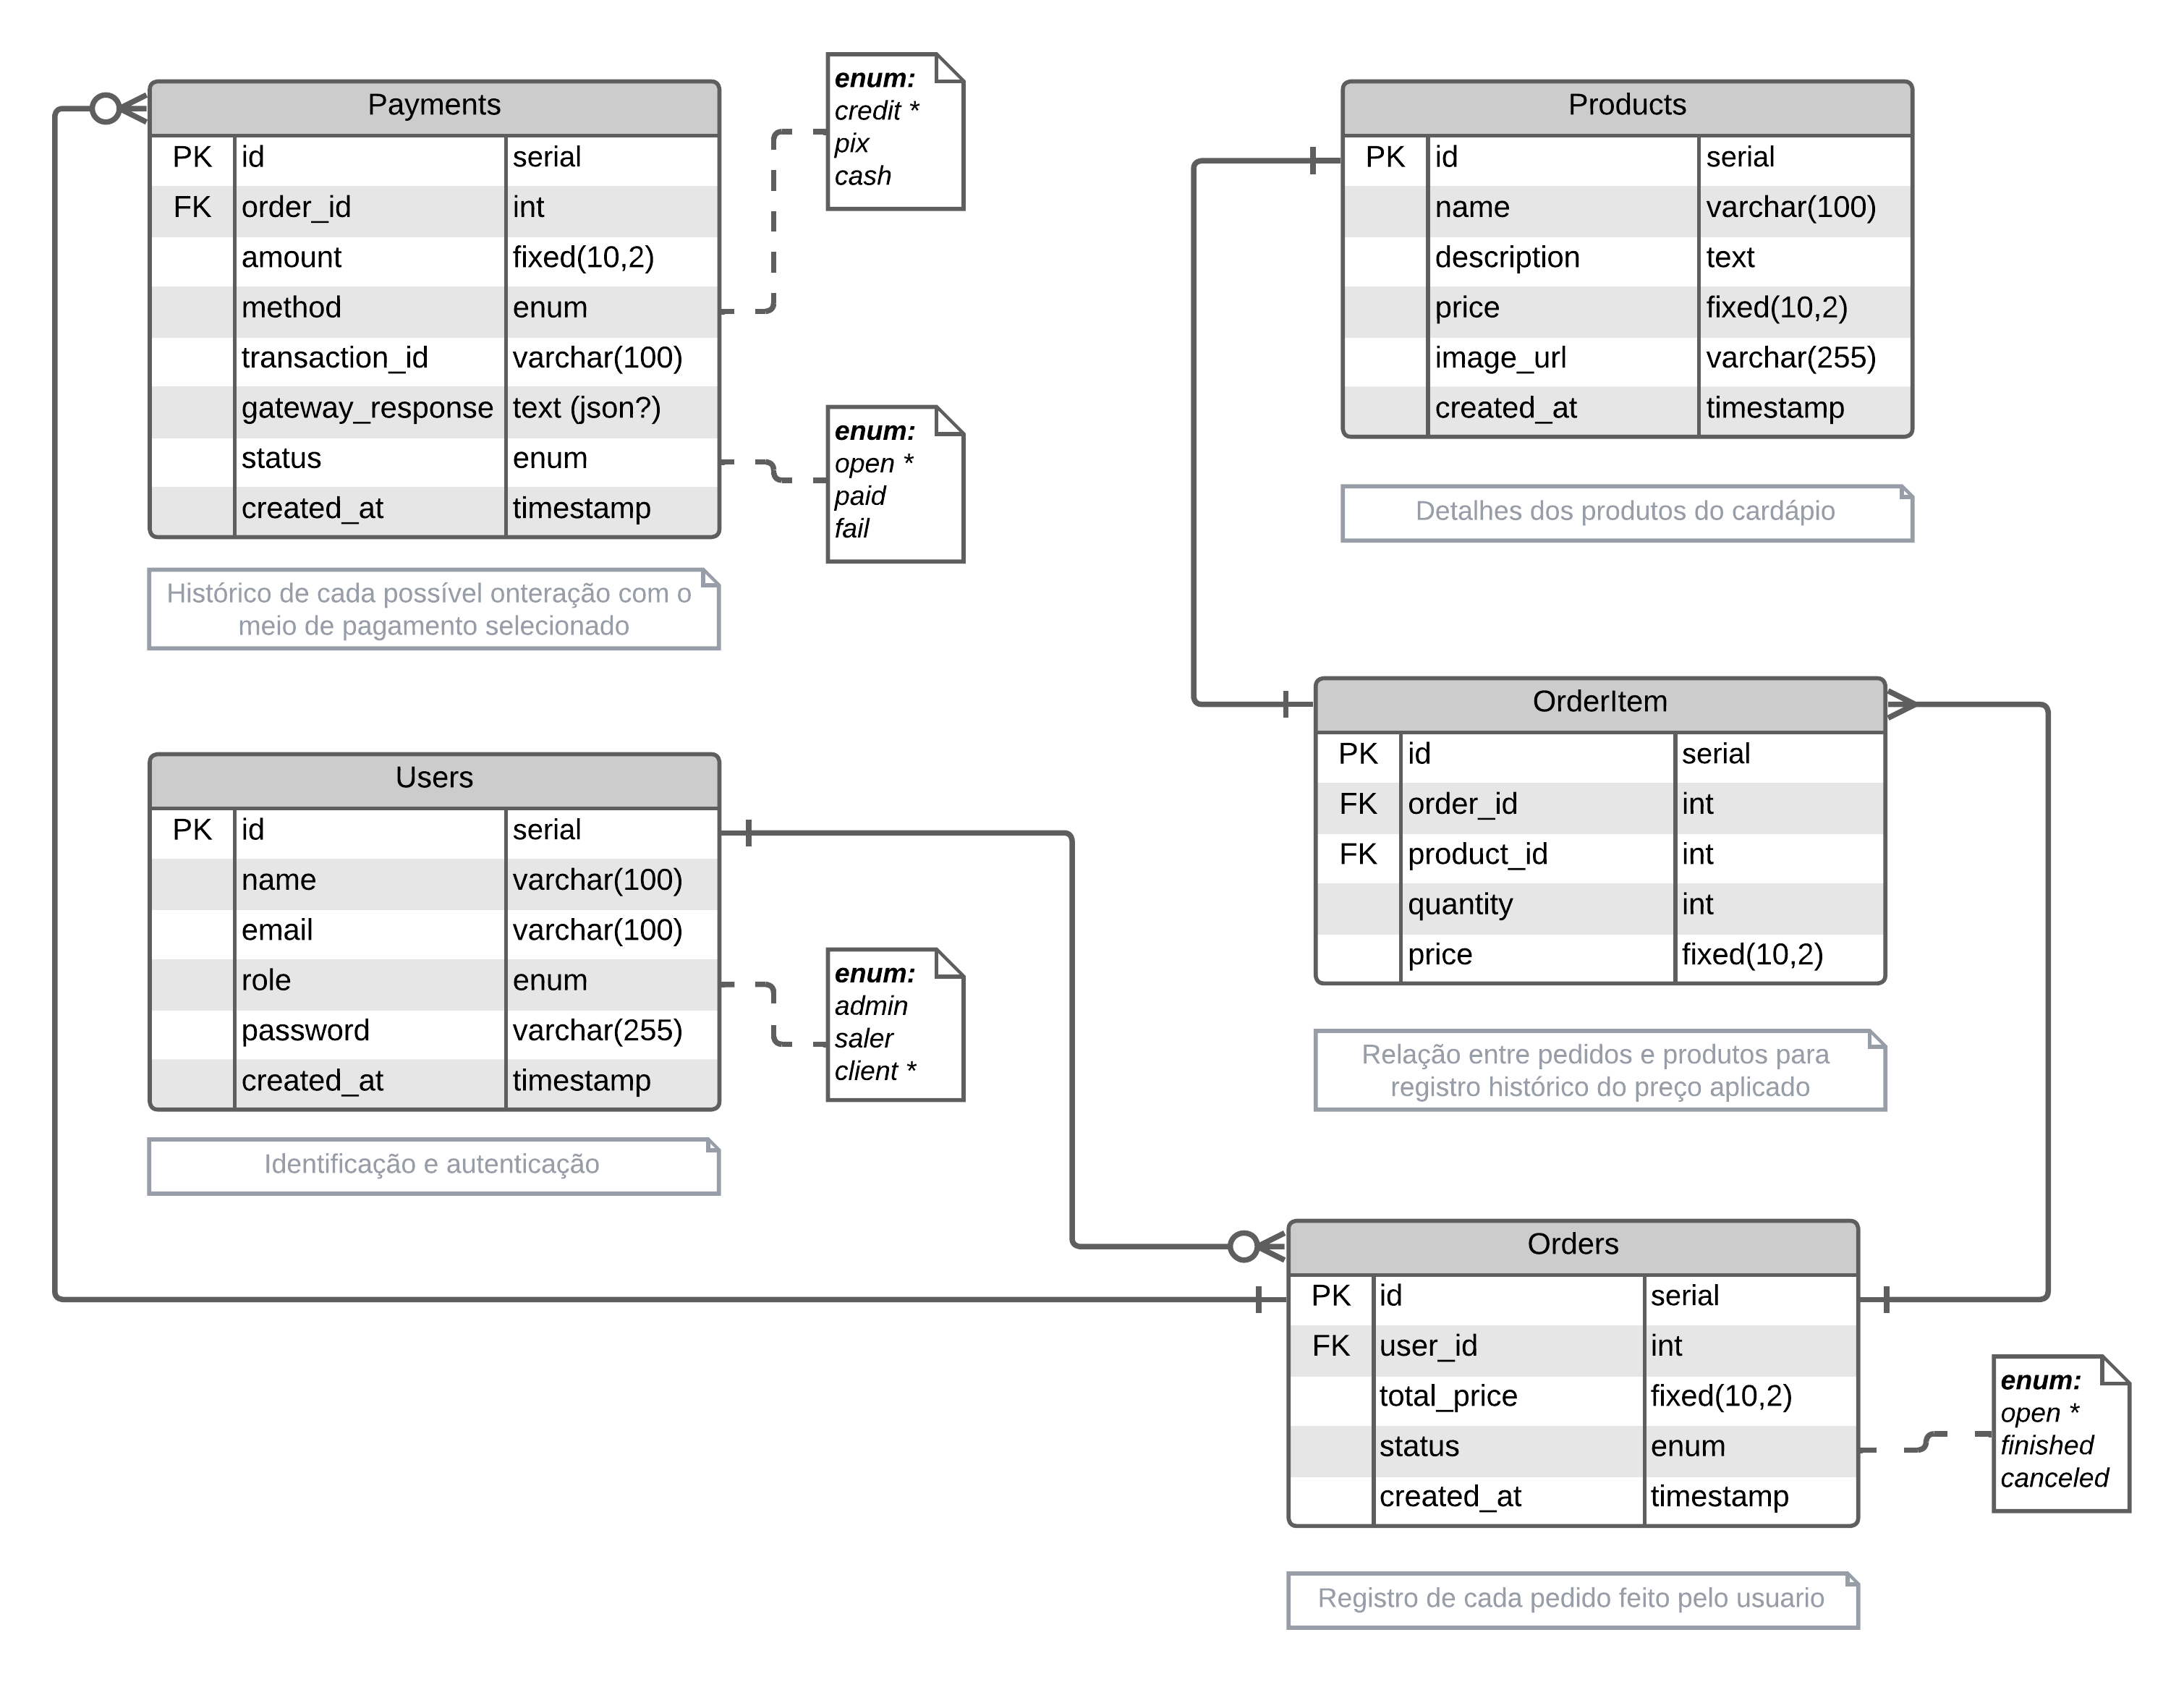 Payments
PK id serial
FK order_id int
amount fixed(10,2)
method enum
transaction_id varchar(100)
gateway_response text (json?)
status enum
created_at timestamp
enum:
credit *
pix
cash
enum:
open *
paid
fail
Histórico de cada possível onteração com o
meio de pagamento selecionado
Products
PK id serial
name varchar(100)
description text
price fixed(10,2)
image_url varchar(255)
created_at timestamp
Detalhes dos produtos do cardápio
Users
PK id serial
name varchar(100)
email varchar(100)
role enum
password varchar(255)
created_at timestamp
enum:
admin
saler
client *
Identificação e autenticação
OrderItem
PK id serial
FK order_id int
FK product_id int
quantity int
price fixed(10,2)
Relação entre pedidos e produtos para
registro histórico do preço aplicado
Orders
PK id serial
FK user_id int
total_price fixed(10,2)
status enum
created_at timestamp
enum:
open *
finished
canceled
Registro de cada pedido feito pelo usuario